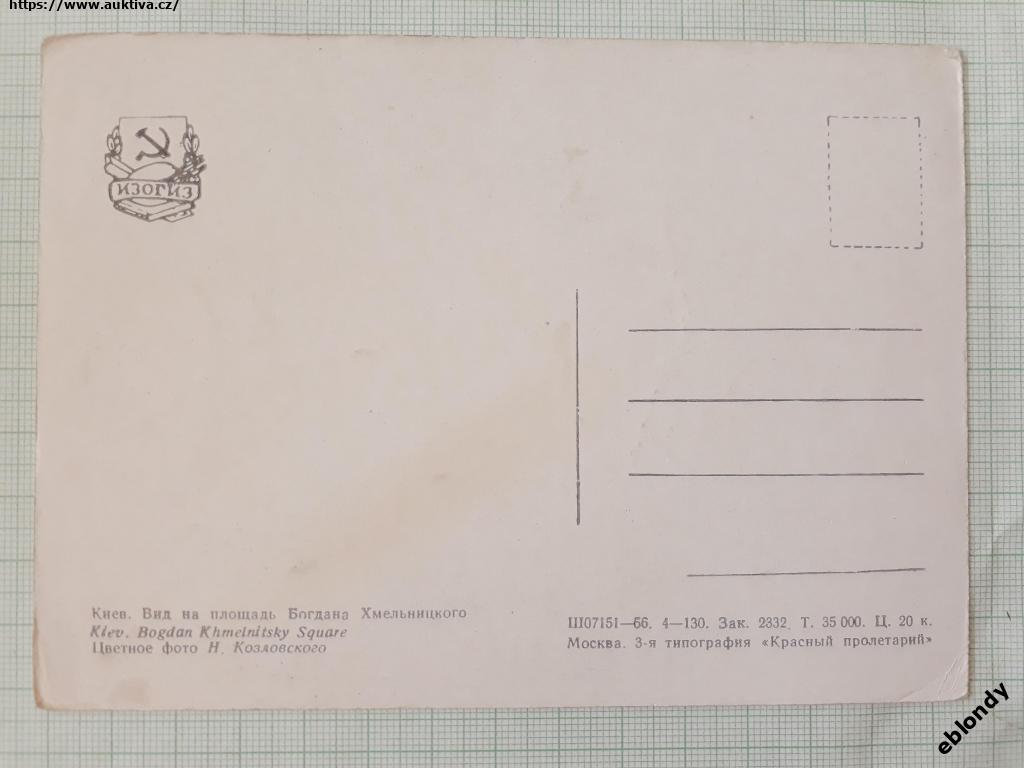 https://www.auktiva.cz/
ИЗОГИЗ
Киев. Вид на площадь Богдана Хмельницкого
Kiev. Bogdan Khmelnitsky Square
Цветное фото Н. Козловского
Ш07151—56. 4—130. Зак. 2332. Т. 35 000. Ц. 20 к.
Москва. 3-я типография «Красный пролетарий»
eblondy